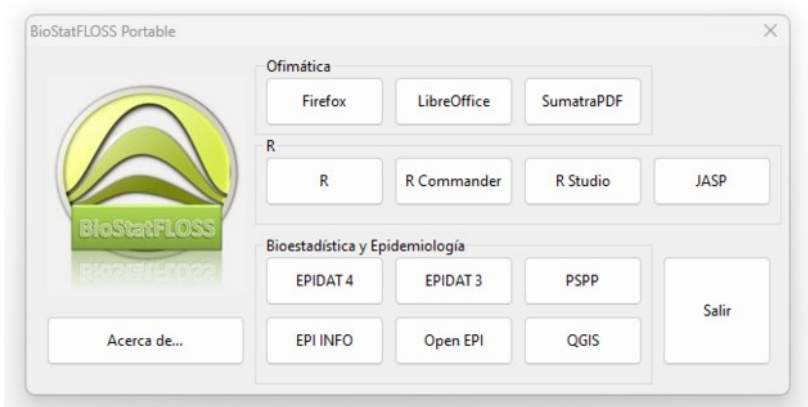 BioStatFLOSS Portable
Ofimática
Firefox LibreOffice SumatraPDF
R
R R Commander R Studio JASP
BioStatFLOSS
Bioestadística y Epidemiología
EPIDAT 4 EPIDAT 3 PSPP
Salir
Acerca de... EPI INFO Open EPI QGIS